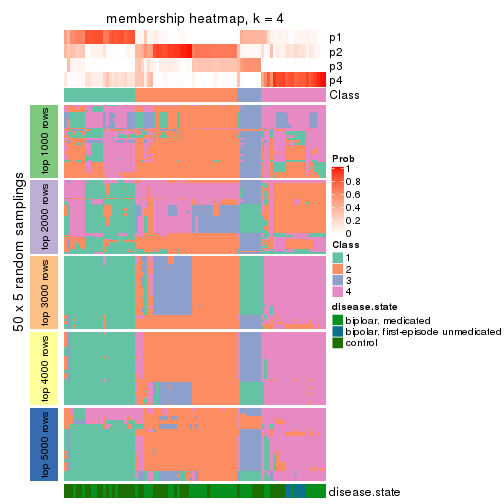 membership heatmap, k = 4
p1
p2
p3
p4
Class
50 x 5 random samplings
top 1000 rows
top 2000 rows
top 3000 rows
top 4000 rows
top 5000 rows
Prob
1
0.8
0.6
0.4
0.2
0
Class
1
2
3
4
disease.state
biploar. medicated
bipolar. first-episode unmedicated
control
disease.state